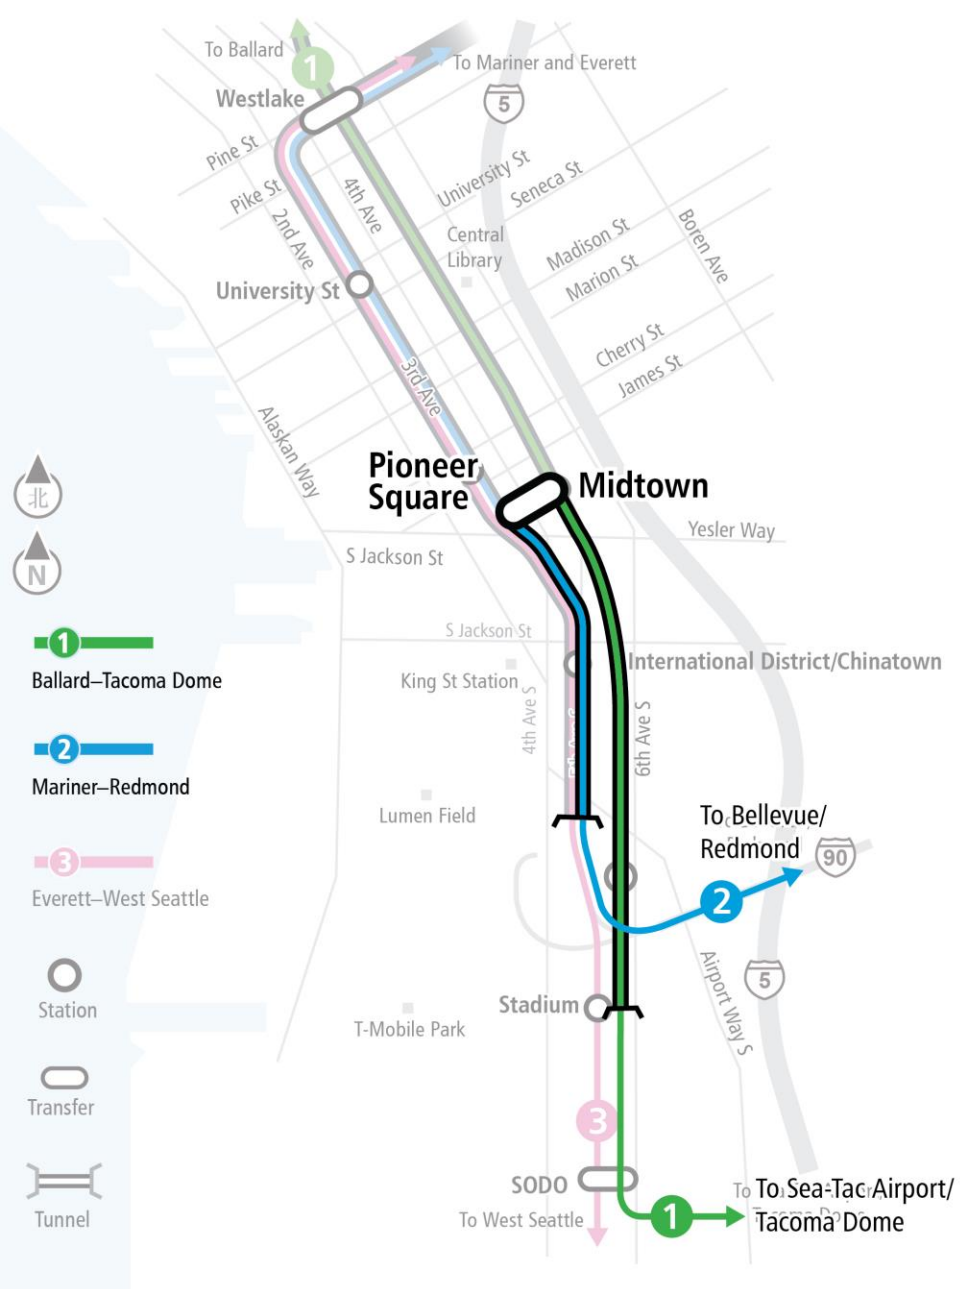 To Ballard
1
To Mariner and Everett
Westlake
5
Pine St
Pike St
University St
Seneca St
4th Ave
2nd Ave
Central
Library
Madison St
Marion St
Boren Ave
University St
Cherry St
James St
3rd Ave
Alaskan Way
Pioneer
Square
Midtown
北
N
Yesler Way
S Jackson St
S Jackson St
1
Ballard–Tacoma Dome
International District/Chinatown
King St Station
4th Ave S
6th Ave S
2
Mariner–Redmond
Lumen Field
To Bellevue/
Redmond
90
3
Everett–West Seattle
2
Airport Way S
5
Station
Stadium
T-Mobile Park
Transfer
3
SODO
Tunnel
To West Seattle
1
To Sea-Tac Airport/
Tacoma Dome